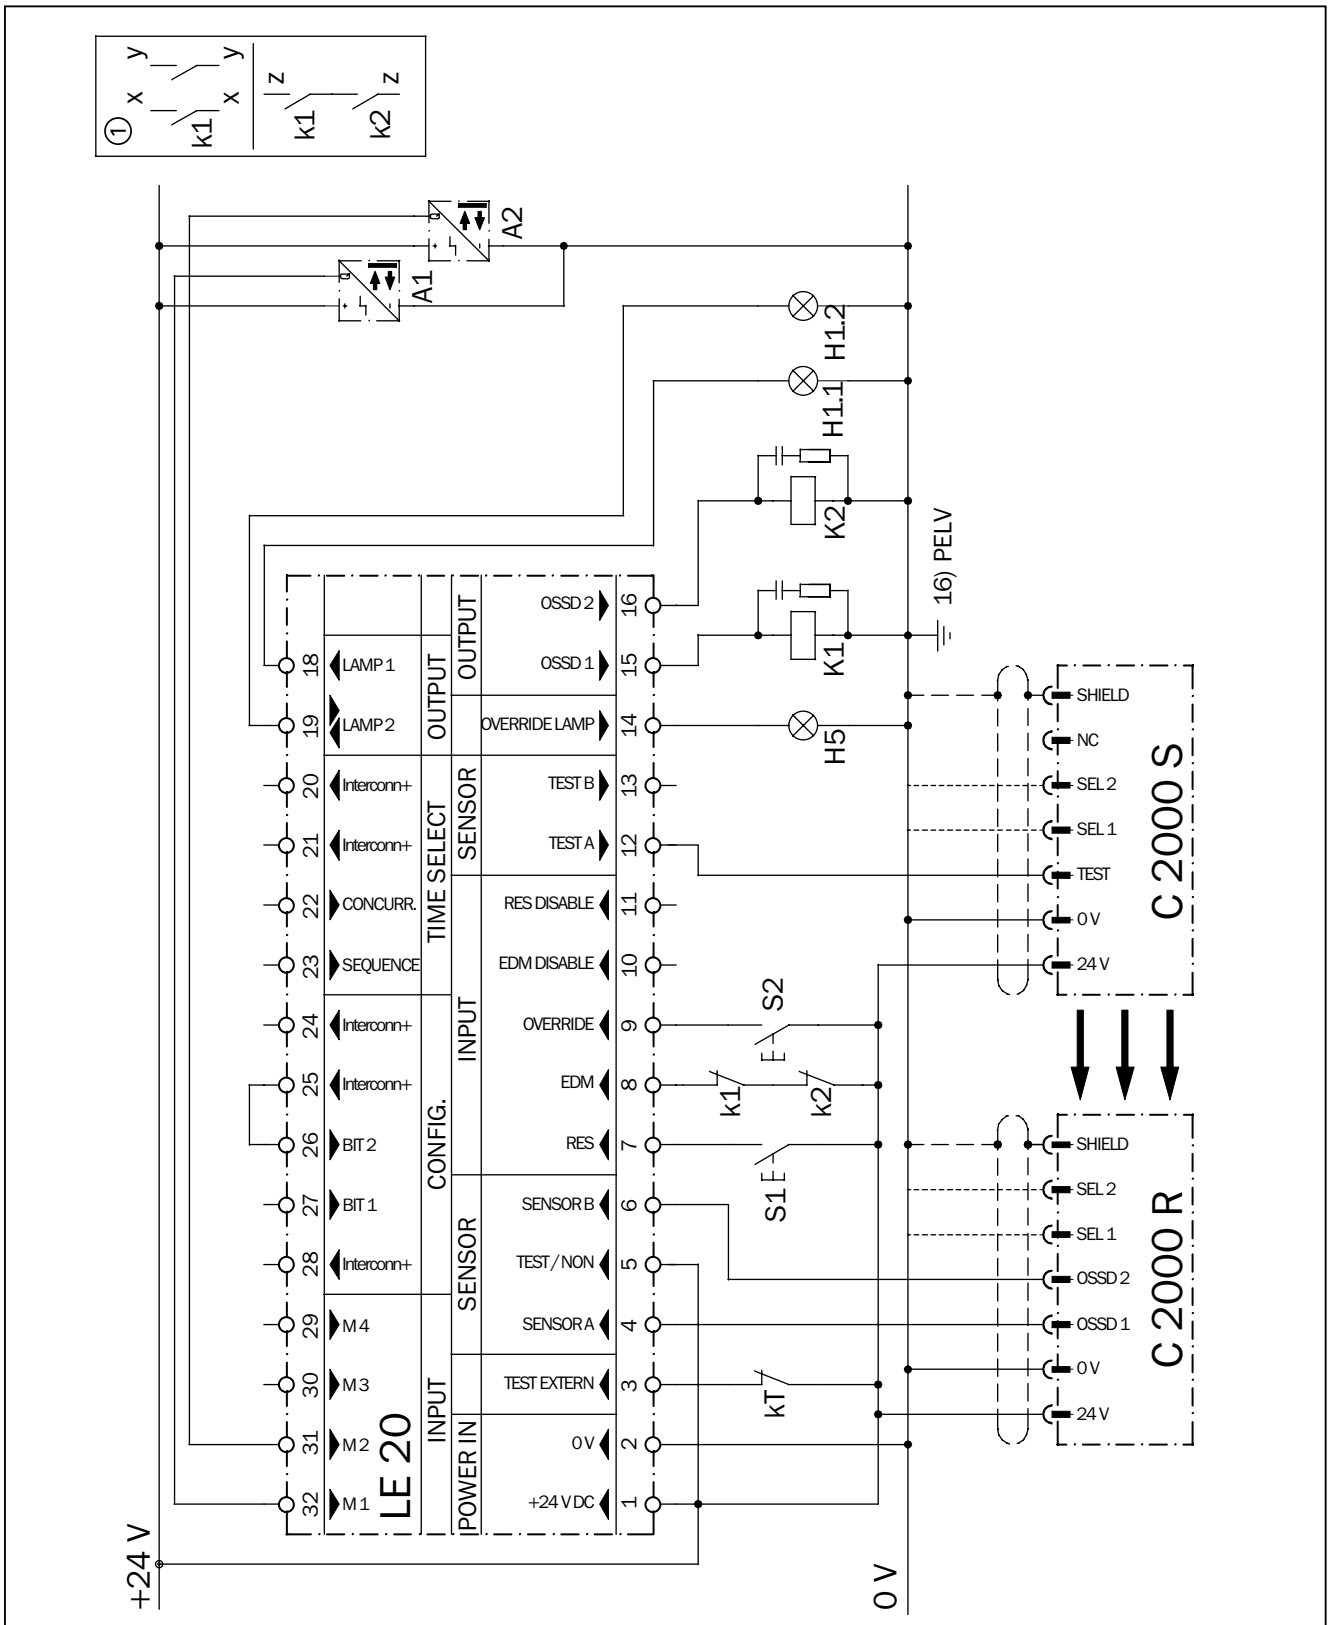 1
x y
k1
x y
z
k1
k2
z
+24 V
0 V
A1
A2
Q
Q
H1.2
H1.1
K2
K1
16) PELV
H5
LE 20
INPUT
CONFIG.
TIME SELECT
OUTPUT
POWER IN
SENSOR
INPUT
SENSOR
OUTPUT
18 LAMP 1
19 LAMP 2
20 Interconn+
21 Interconn+
22 CONCURR.
23 SEQUENCE
24 Interconn+
25 Interconn+
26 BIT 2
27 BIT 1
28 Interconn+
29 M 4
30 M 3
31 M 2
32 M 1
OSSD 2 16
OSSD 1 15
OVERRIDE LAMP 14
TEST B 13
TEST A 12
RES DISABLE 11
EDM DISABLE 10
OVERRIDE 9
EDM 8
RES 7
SENSOR B 6
TEST / NON 5
SENSOR A 4
TEST EXTERN 3
0 V 2
+24 V DC 1
S2
k1
k2
S1
kT
C 2000 S
SHIELD
NC
SEL 2
SEL 1
TEST
0 V
24 V
C 2000 R
SHIELD
SEL 2
SEL 1
OSSD 2
OSSD 1
0 V
24 V